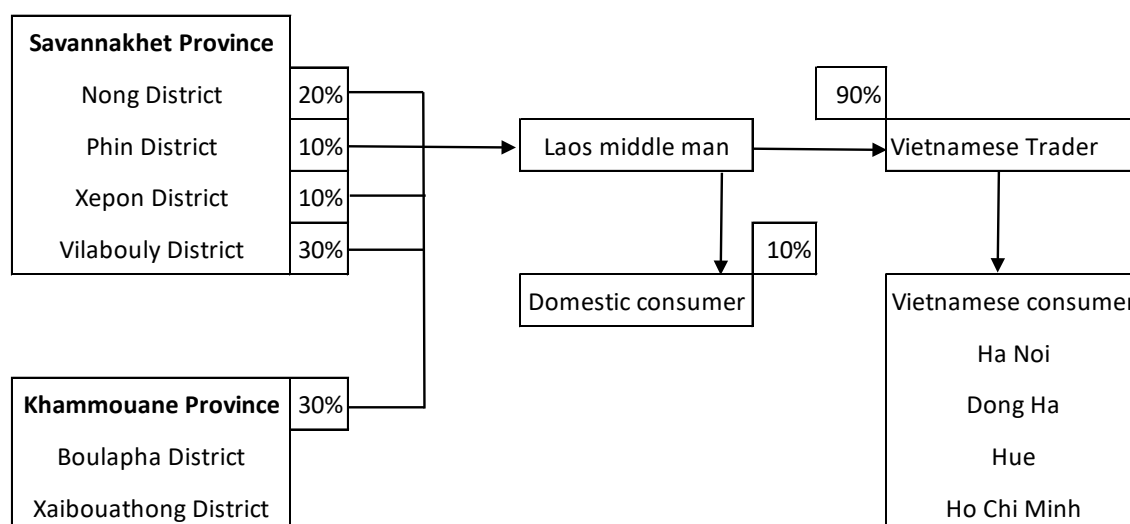 Savannakhet Province
Nong District 20%
Phin District 10%
Xepon District 10%
Vilabouly District 30%
Khammouane Province 30%
Boulapha District
Xaibouathong District
Laos middle man
10%
Domestic consumer
90%
Vietnamese Trader
Vietnamese consumer
Ha Noi
Dong Ha
Hue
Ho Chi Minh